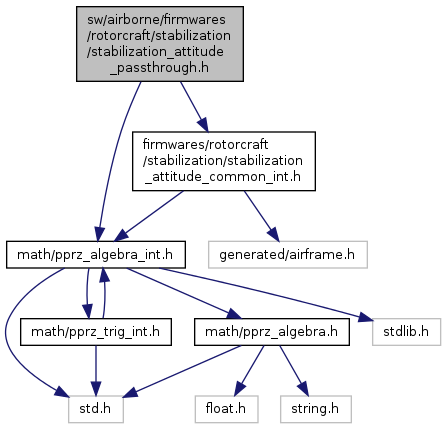 sw/airborne/firmwares
/rotorcraft/stabilization
/stabilization_attitude
_passthrough.h
firmwares/rotorcraft
/stabilization/stabilization
_attitude_common_int.h
math/pprz_algebra_int.h
generated/airframe.h
math/pprz_trig_int.h
math/pprz_algebra.h
stdlib.h
std.h
float.h
string.h